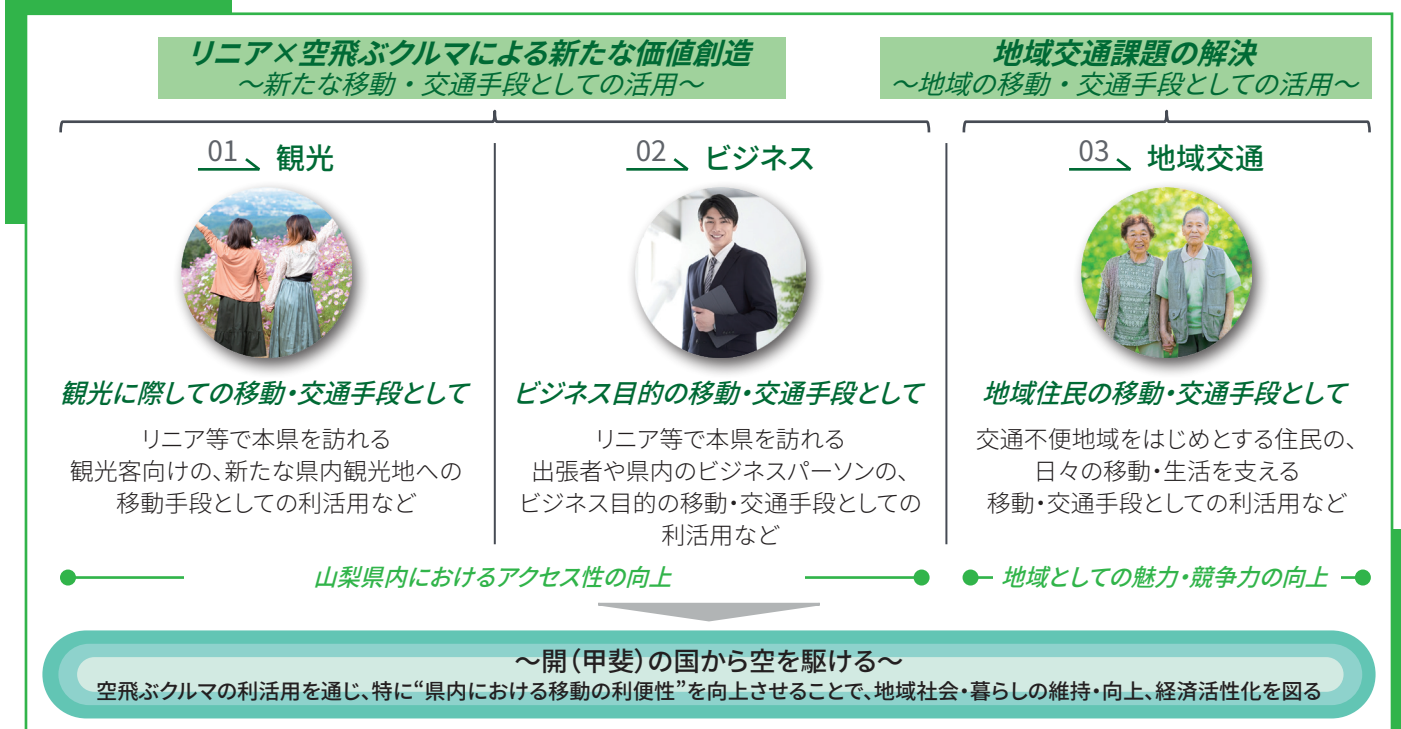 リニア×空飛ぶクルマによる新たな価値創造
～新たな移動・交通手段としての活用～
地域交通課題の解決
～地域の移動・交通手段としての活用～
01 観光
観光に際しての移動・交通手段として
リニア等で本県を訪れる
観光客向けの、新たな県内観光地への
移動手段としての利活用など
02 ビジネス
ビジネス目的の移動・交通手段として
リニア等で本県を訪れる
出張者や県内のビジネスパーソンの、
ビジネス目的の移動・交通手段としての
利活用など
03 地域交通
地域住民の移動・交通手段として
交通不便地域をはじめとする住民の、
日々の移動・生活を支える
移動・交通手段としての利活用など
山梨県内におけるアクセス性の向上
地域としての魅力・競争力の向上
～開（甲斐）の国から空を駆ける～
空飛ぶクルマの利活用を通じ、特に“県内における移動の利便性”を向上させることで、地域社会・暮らしの維持・向上、経済活性化を図る